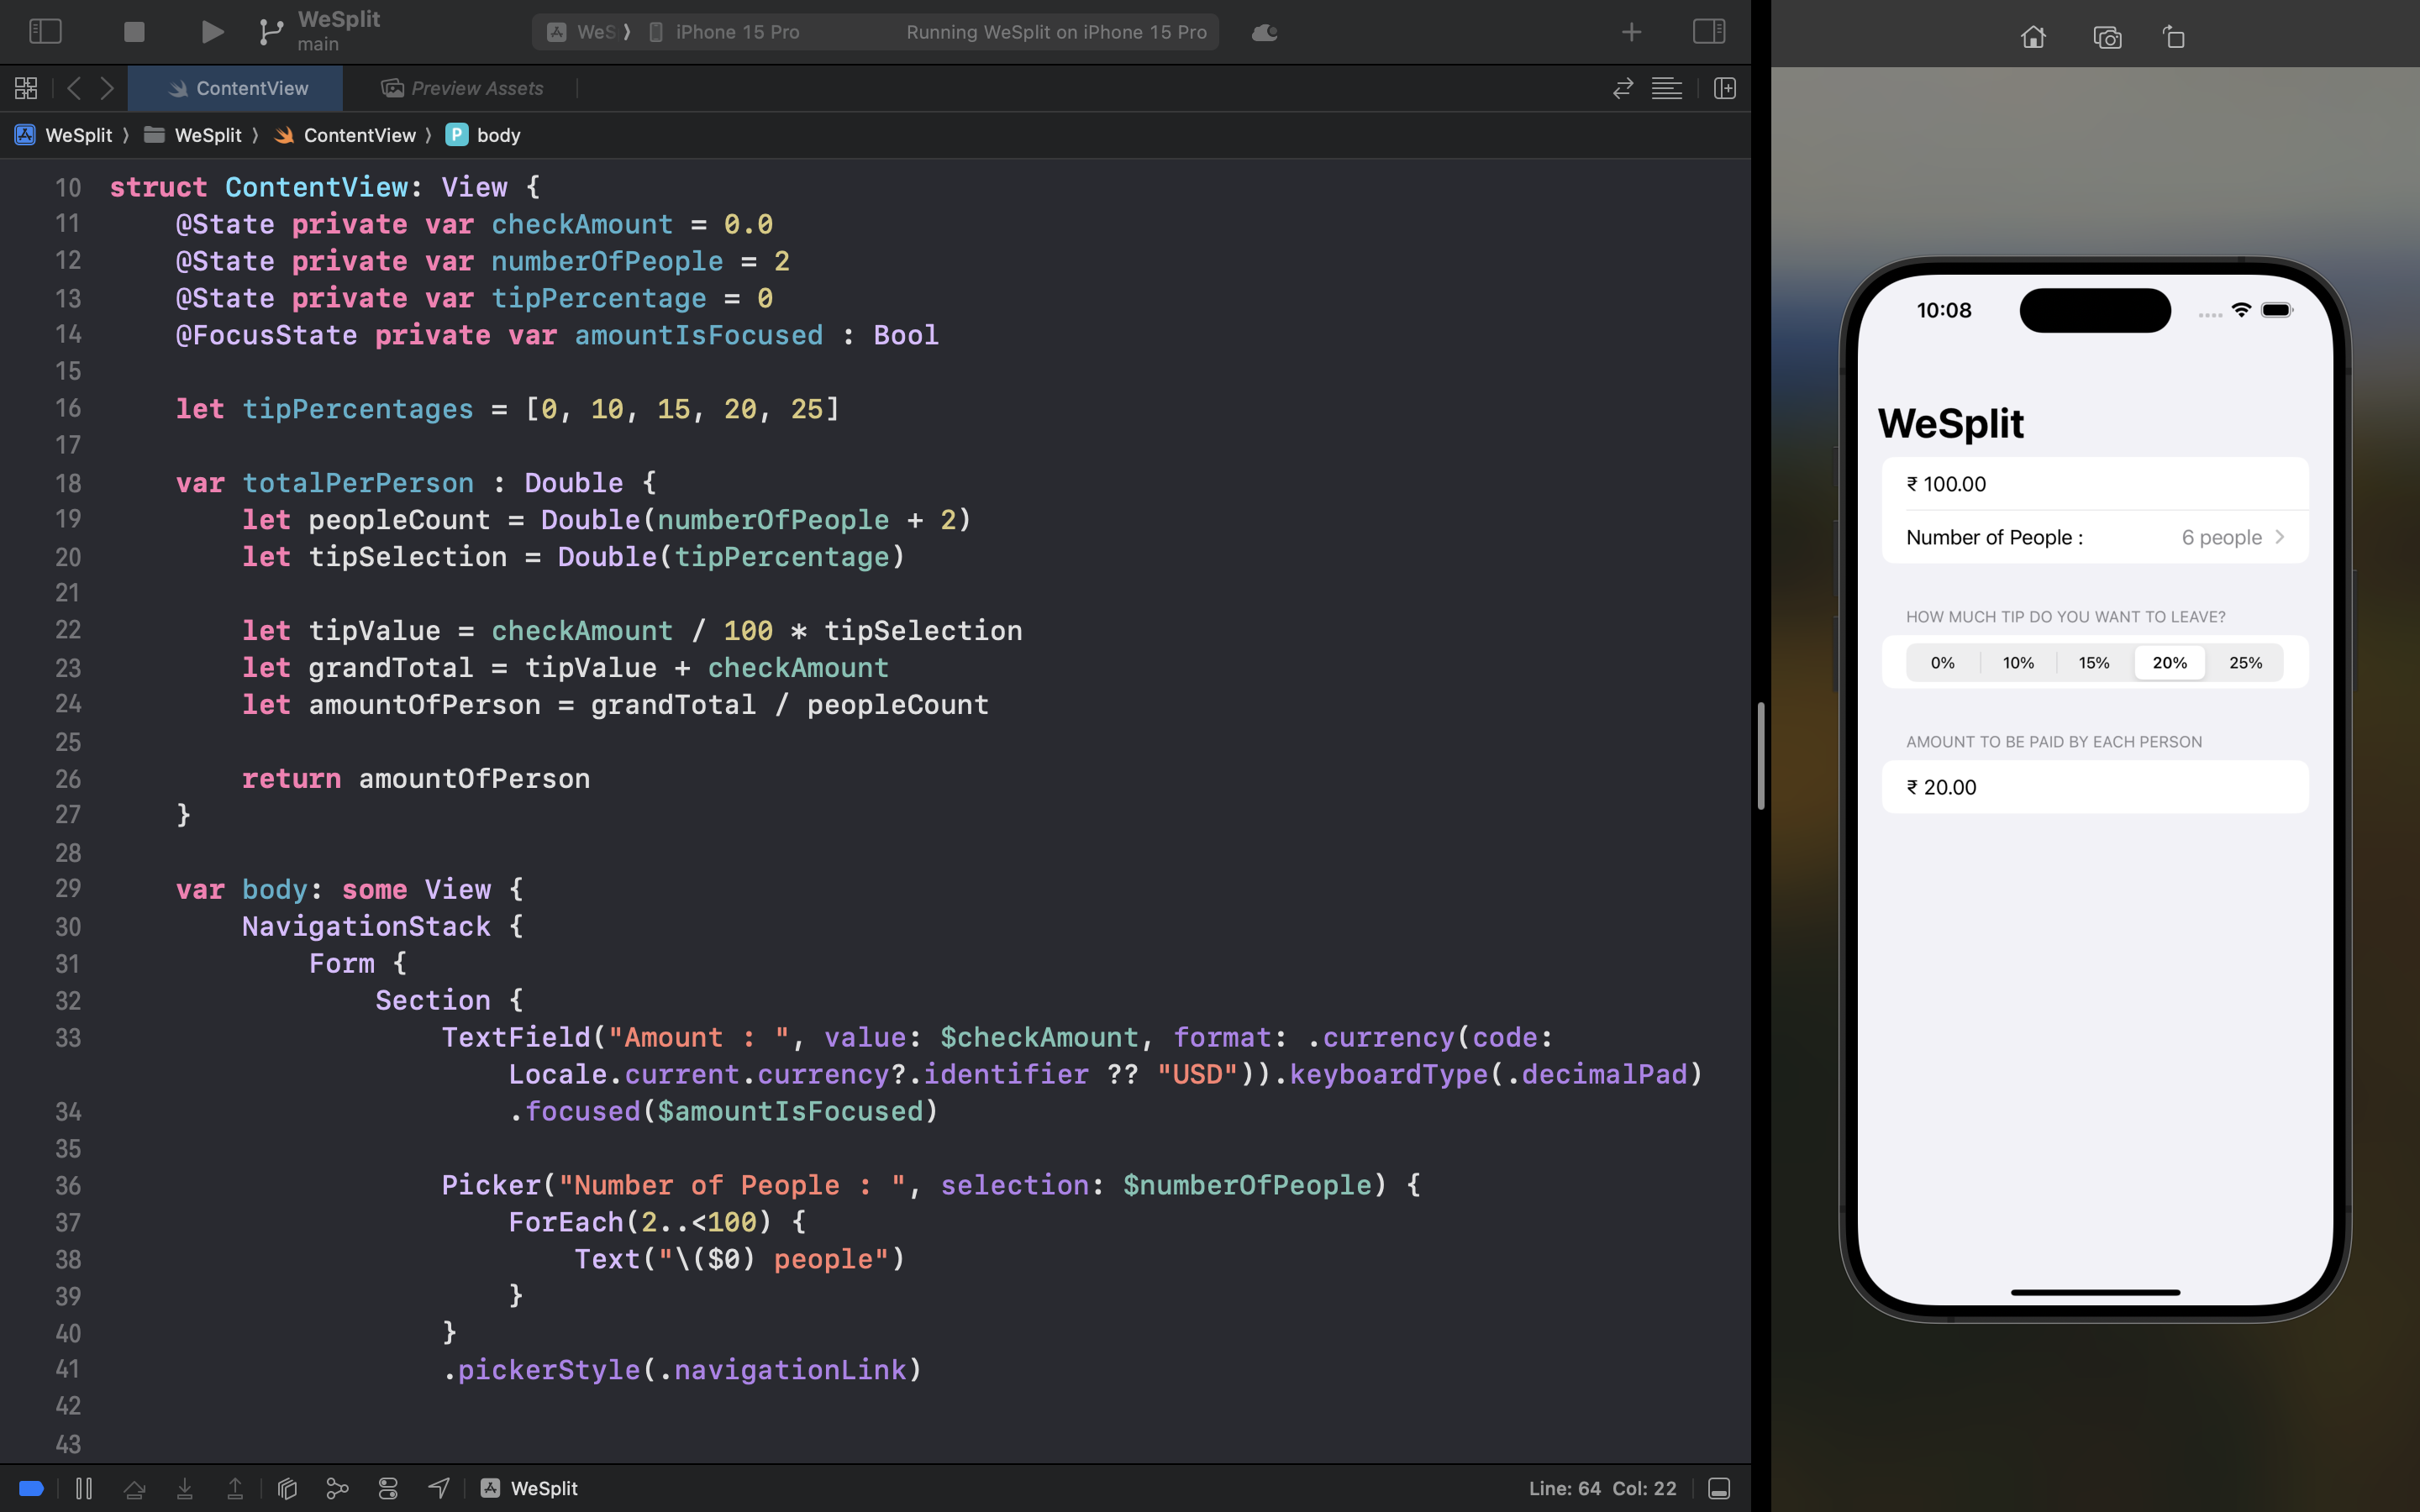 WeSplit
main
WeS
iPhone 15 Pro
Running WeSplit on iPhone 15 Pro
ContentView
Preview Assets
WeSplit
WeSplit
ContentView
P
body
10 struct ContentView: View {
11     @State private var checkAmount = 0.0
12     @State private var numberOfPeople = 2
13     @State private var tipPercentage = 0
14     @FocusState private var amountIsFocused : Bool
15
16     let tipPercentages = [0, 10, 15, 20, 25]
17
18     var totalPerPerson : Double {
19         let peopleCount = Double(numberOfPeople + 2)
20         let tipSelection = Double(tipPercentage)
21
22         let tipValue = checkAmount / 100 * tipSelection
23         let grandTotal = tipValue + checkAmount
24         let amountOfPerson = grandTotal / peopleCount
25
26         return amountOfPerson
27     }
28
29     var body: some View {
30         NavigationStack {
31             Form {
32                 Section {
33                     TextField("Amount : ", value: $checkAmount, format: .currency(code:
                        Locale.current.currency?.identifier ?? "USD")).keyboardType(.decimalPad)
34                         .focused($amountIsFocused)
35
36                     Picker("Number of People : ", selection: $numberOfPeople) {
37                         ForEach(2..<100) {
38                             Text("\($0) people")
39                         }
40                     }
41                     .pickerStyle(.navigationLink)
42
43
WeSplit
Line: 64 Col: 22
10:08
WeSplit
₹ 100.00
Number of People : 6 people
HOW MUCH TIP DO YOU WANT TO LEAVE?
0% 10% 15% 20% 25%
AMOUNT TO BE PAID BY EACH PERSON
₹ 20.00